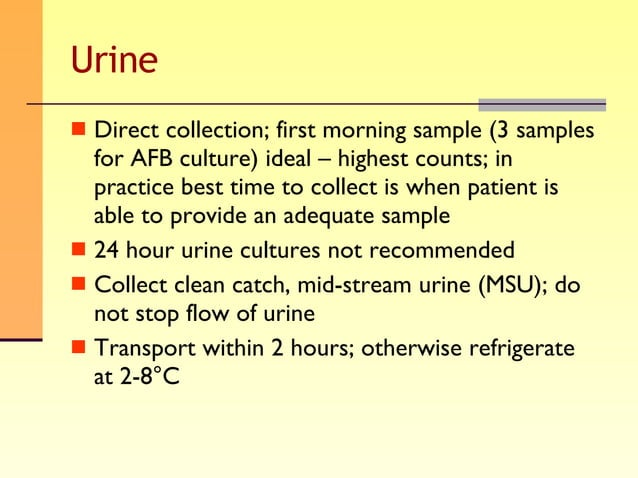 Urine
Direct collection; first morning sample (3 samples
for AFB culture) ideal – highest counts; in
practice best time to collect is when patient is
able to provide an adequate sample
24 hour urine cultures not recommended
Collect clean catch, mid-stream urine (MSU); do
not stop flow of urine
Transport within 2 hours; otherwise refrigerate
at 2-8°C